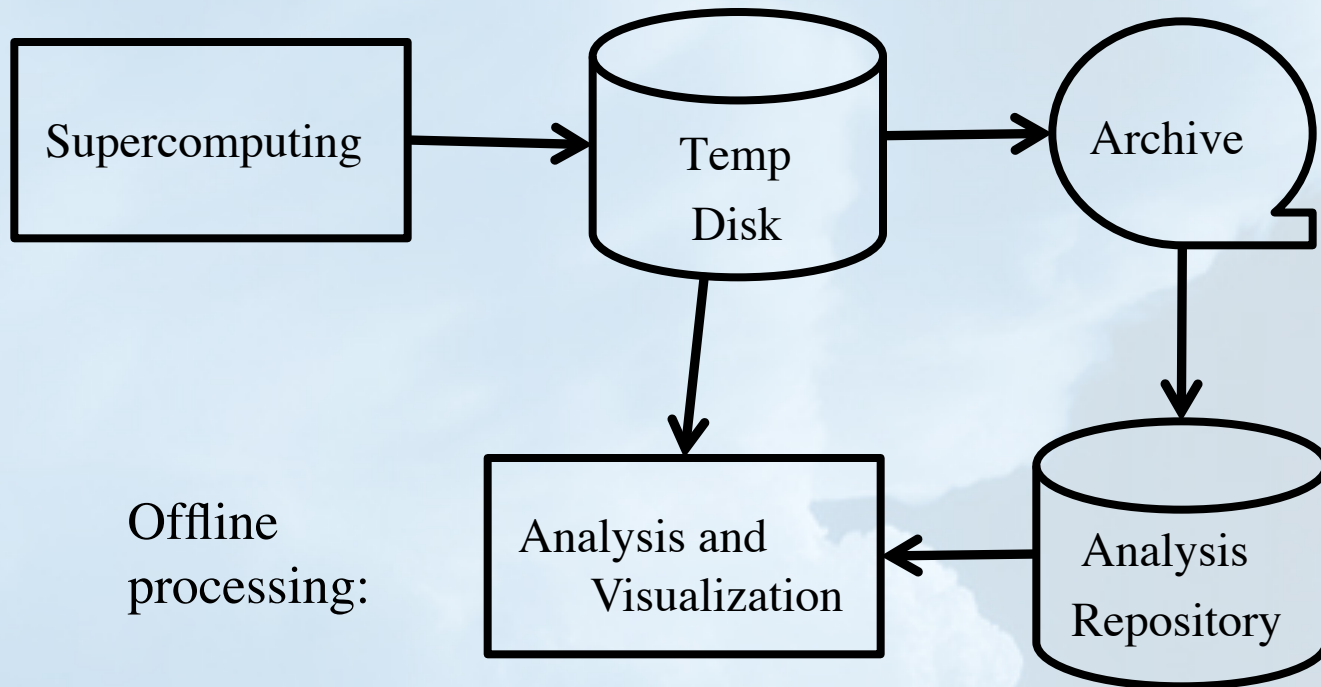 Supercomputing
Temp
Disk
Archive
Offline
processing:
Analysis and
Visualization
Analysis
Repository